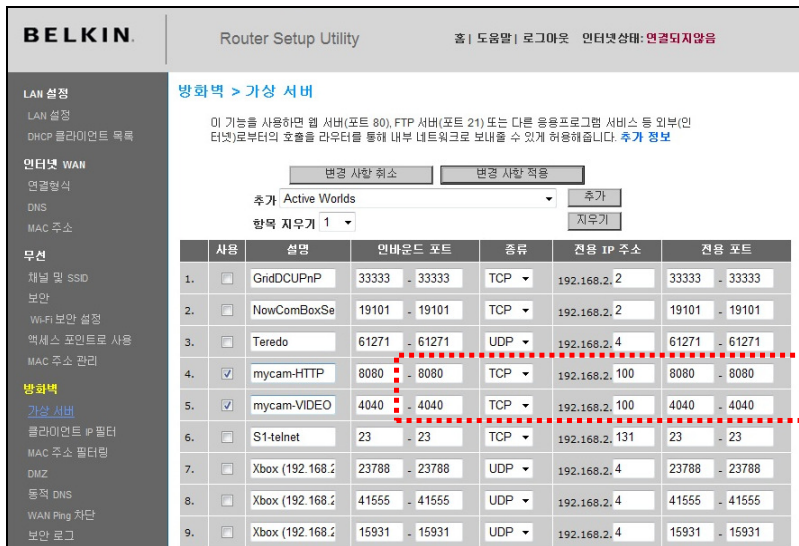 BELKIN.
Router Setup Utility
홈 | 도움말 | 로그아웃 인터넷상태: 연결되지않음
LAN 설정
LAN 설정
DHCP 클라이언트 목록
인터넷 WAN
연결형식
DNS
MAC 주소
무선
채널 및 SSID
보안
Wi-Fi 보안 설정
액세스 포인트로 사용
MAC 주소 관리
방화벽
가상 서버
클라이언트 IP 필터
MAC 주소 필터링
DMZ
동적 DNS
WAN Ping 차단
보안 로그
방화벽 > 가상 서버
이 기능을 사용하면 웹 서버(포트 80), FTP 서버(포트 21) 또는 다른 응용프로그램 서비스 등 외부(인
터넷)로부터의 호출을 라우터를 통해 내부 네트워크로 보내줄 수 있게 허용해줍니다. 추가 정보
변경 사항 취소 변경 사항 적용
추가 Active Worlds 추가
항목 지우기 1 지우기
사용 설명 인바운드 포트 종류 전용 IP 주소 전용 포트
1. GridDCUPnP 33333 - 33333 TCP 192.168.2. 2 33333 - 33333
2. NowComBoxSe 19101 - 19101 TCP 192.168.2. 2 19101 - 19101
3. Teredo 61271 - 61271 UDP 192.168.2. 4 61271 - 61271
4. mycam-HTTP 8080 - 8080 TCP 192.168.2. 100 8080 - 8080
5. mycam-VIDEO 4040 - 4040 TCP 192.168.2. 100 4040 - 4040
6. S1-telnet 23 - 23 TCP 192.168.2. 131 23 - 23
7. Xbox (192.168.2 23788 - 23788 UDP 192.168.2. 4 23788 - 23788
8. Xbox (192.168.2 41555 - 41555 UDP 192.168.2. 4 41555 - 41555
9. Xbox (192.168.2 15931 - 15931 UDP 192.168.2. 4 15931 - 15931